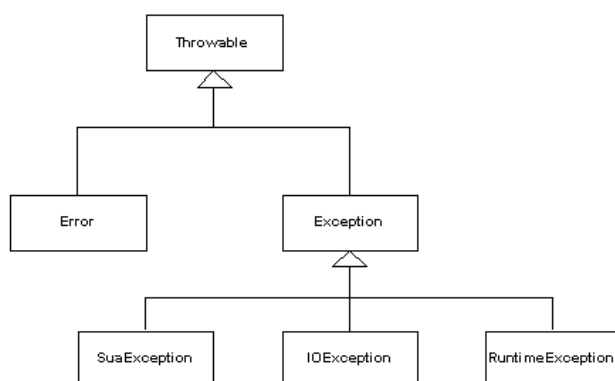 Throwable
Error
Exception
SuaException
IOException
RuntimeException